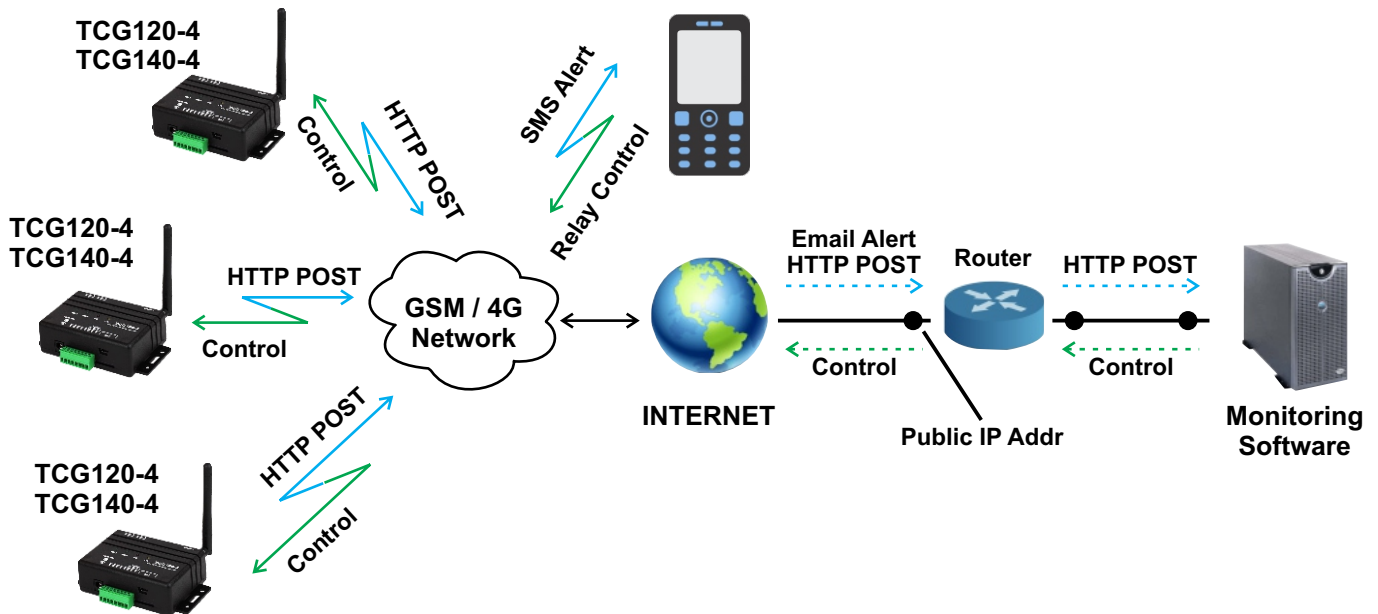 TCG120-4
TCG140-4
Control
HTTP POST
SMS Alert
Relay Control
TCG120-4
TCG140-4
HTTP POST
Control
GSM / 4G
Network
INTERNET
Email Alert
HTTP POST
Control
Public IP Addr
Router
HTTP POST
Control
Monitoring
Software
TCG120-4
TCG140-4
HTTP POST
Control